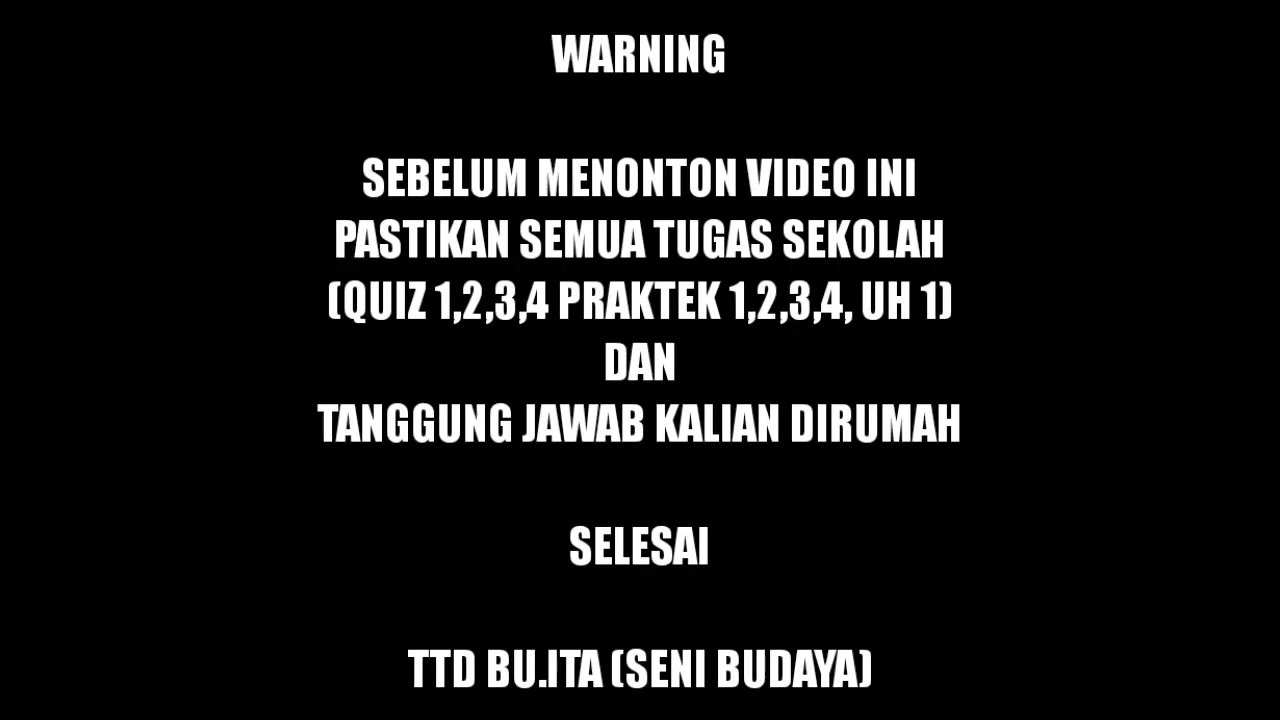 WARNING
SEBELUM MENONTON VIDEO INI
PASTIKAN SEMUA TUGAS SEKOLAH
(QUIZ 1,2,3,4 PRAKTEK 1,2,3,4, UH 1)
DAN
TANGGUNG JAWAB KALIAN DIRUMAH
SELESAI
TTD BU.ITA (SENI BUDAYA)